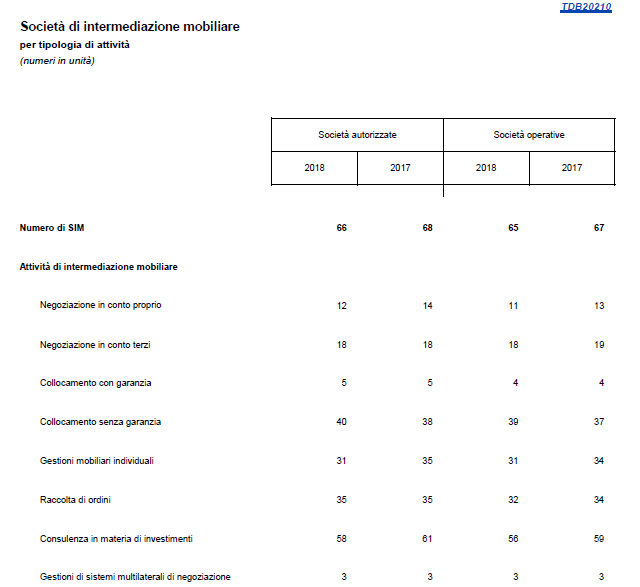 TDB20210
Società di intermediazione mobiliare
per tipologia di attività
(numeri in unità)
Società autorizzate Società operative
2018 2017 2018 2017
Numero di SIM 66 68 65 67
Attività di intermediazione mobiliare
Negoziazione in conto proprio 12 14 11 13
Negoziazione in conto terzi 18 18 18 19
Collocamento con garanzia 5 5 4 4
Collocamento senza garanzia 40 38 39 37
Gestioni mobiliari individuali 31 35 31 34
Raccolta di ordini 35 35 32 34
Consulenza in materia di investimenti 58 61 56 59
Gestioni di sistemi multilaterali di negoziazione 3 3 3 3